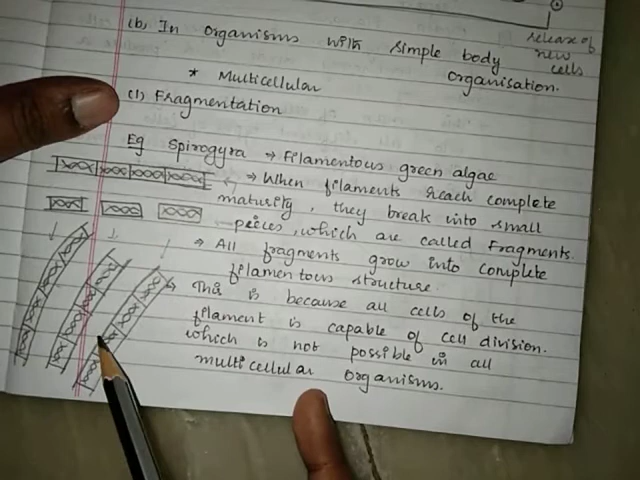 release of
new
cells
(b) In organisms with simple body
organisation.
* Multicellular
(1) Fragmentation
Eg Spirogyra → Filamentous green algae
→ When filaments reach complete
maturity, they break into small
peices, which are called Fragments.
→ All fragments grow into complete
filamentous structure.
→ This is because all cells of the
filament is capable of cell division.
which is not possible in all
multicellular organisms.